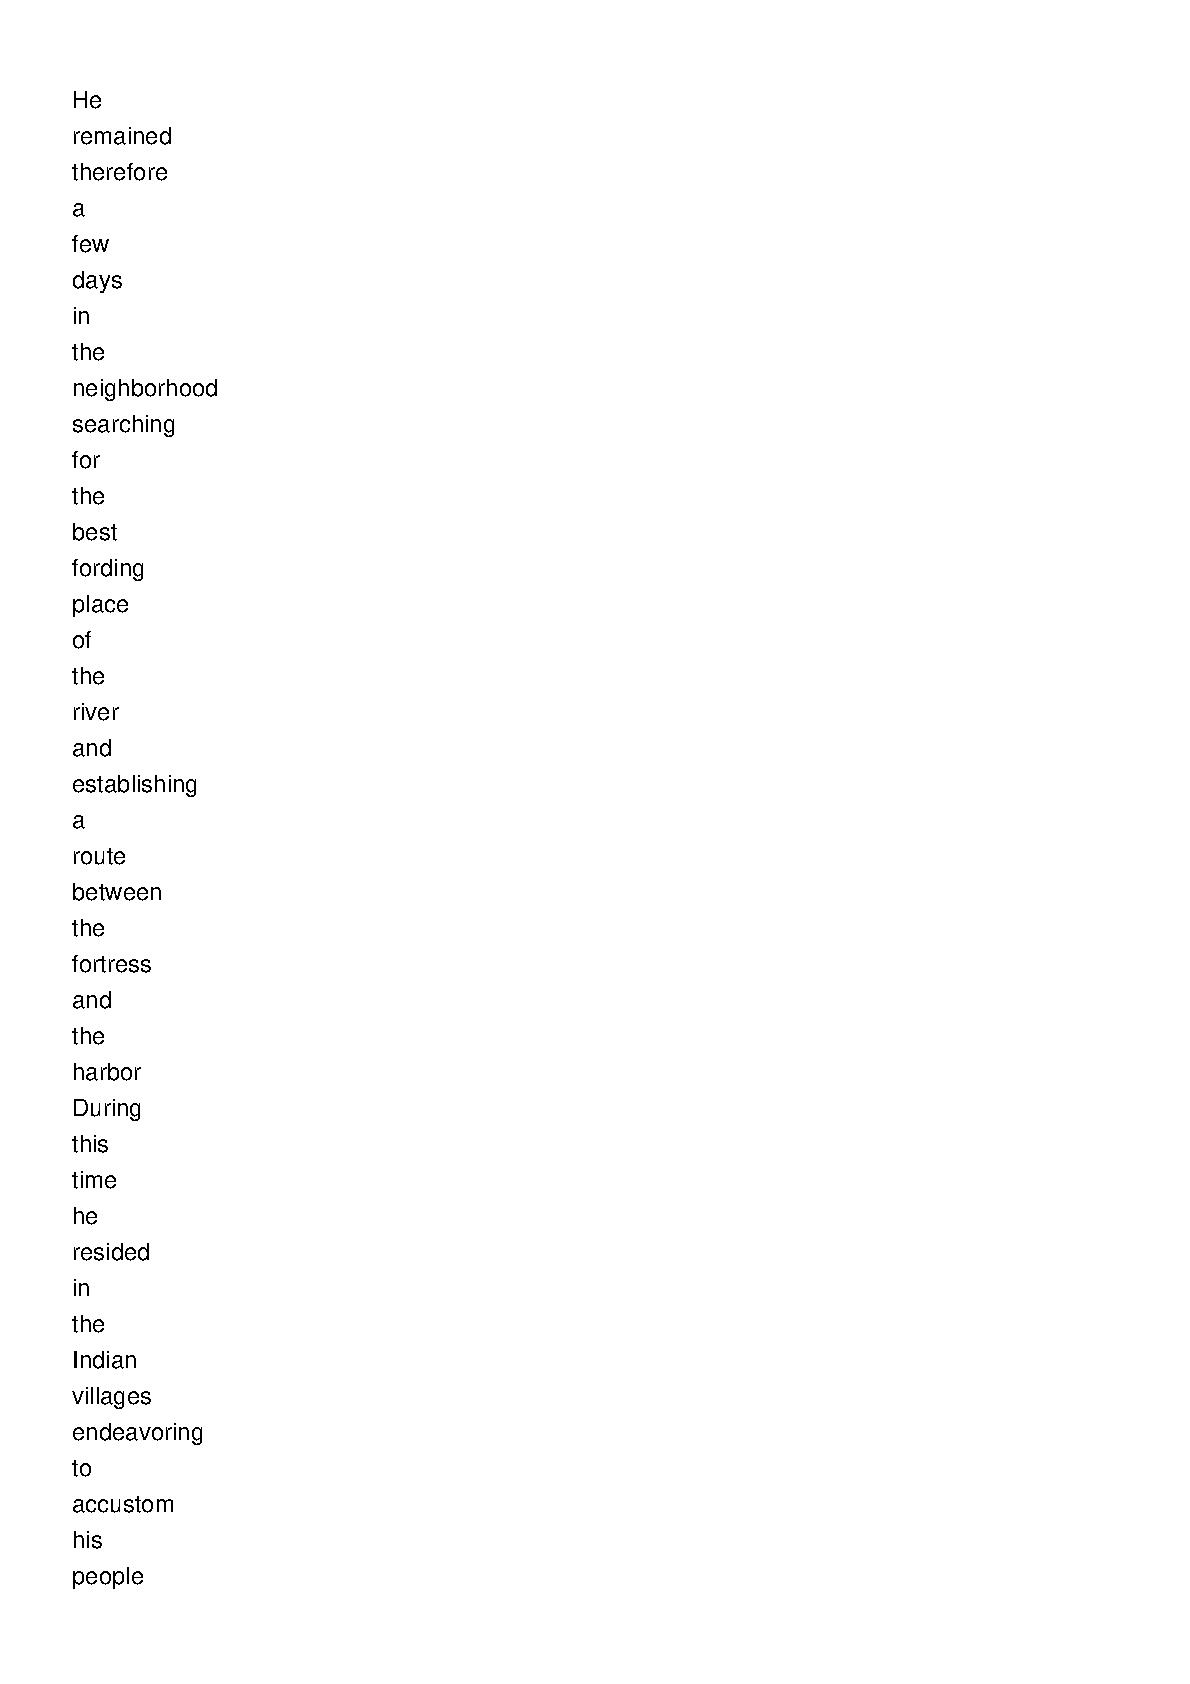 He
remained
therefore
a
few
days
in
the
neighborhood
searching
for
the
best
fording
place
of
the
river
and
establishing
a
route
between
the
fortress
and
the
harbor
During
this
time
he
resided
in
the
Indian
villages
endeavoring
to
accustom
his
people